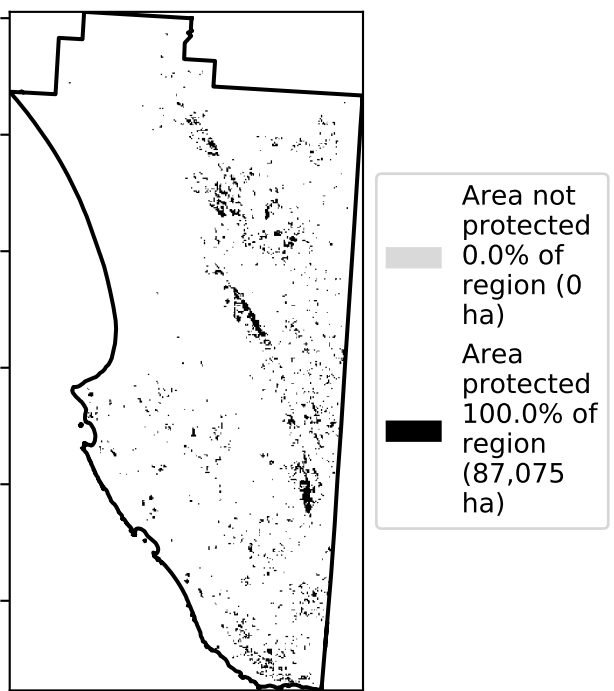 Area not
protected
0.0% of
region (0
ha)
Area
protected
100.0% of
region
(87,075
ha)